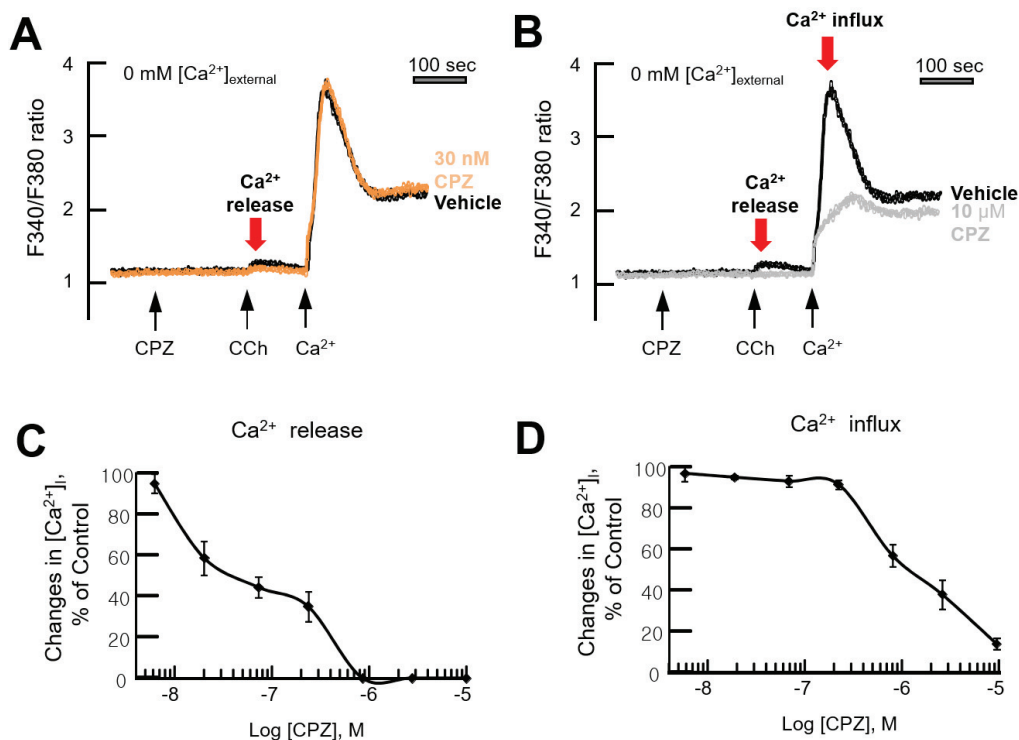 A
0 mM [Ca²⁺]external
100 sec
F340/F380 ratio
4
3
2
1
Ca²⁺
release
30 nM
CPZ
Vehicle
CPZ
CCh
Ca²⁺
B
Ca²⁺ influx
0 mM [Ca²⁺]external
100 sec
F340/F380 ratio
4
3
2
1
Ca²⁺
release
Vehicle
10 µM
CPZ
CPZ
CCh
Ca²⁺
C
Ca²⁺ release
Changes in [Ca²⁺]I,
% of Control
100
80
60
40
20
0
-8
-7
-6
-5
Log [CPZ], M
D
Ca²⁺ influx
Changes in [Ca²⁺]I,
% of Control
100
80
60
40
20
0
-8
-7
-6
-5
Log [CPZ], M